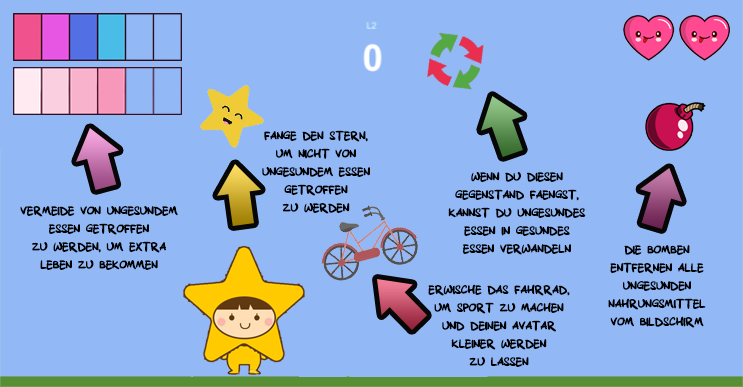 L2
0
FANGE DEN STERN,
UM NICHT VON
UNGESUNDEM ESSEN
GETROFFEN
ZU WERDEN
WENN DU DIESEN
GEGENSTAND FAENGST,
KANNST DU UNGESUNDES
ESSEN IN GESUNDES
ESSEN VERWANDELN
VERMEIDE VON UNGESUNDEM
ESSEN GETROFFEN
ZU WERDEN, UM EXTRA
LEBEN ZU BEKOMMEN
DIE BOMBEN
ENTFERNEN ALLE
UNGESUNDEN
NAHRUNGSMITTEL
VOM BILDSCHIRM
ERWISCHE DAS FAHRRAD,
UM SPORT ZU MACHEN
UND DEINEN AVATAR
KLEINER WERDEN
ZU LASSEN